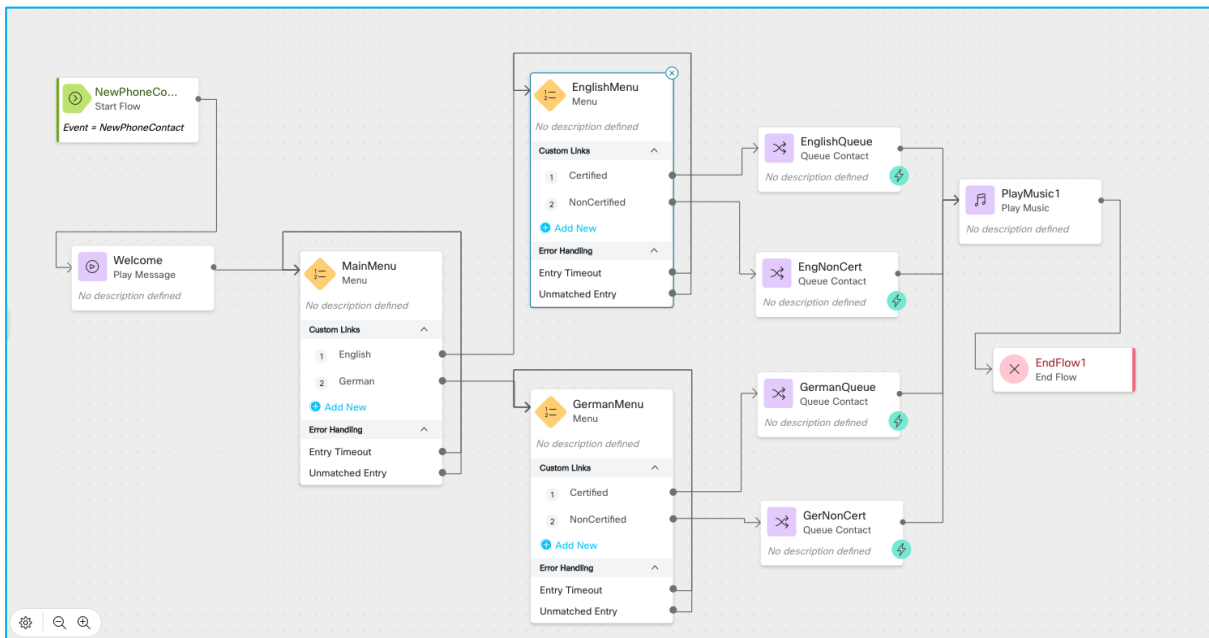 NewPhoneCo...
Start Flow
Event = NewPhoneContact
Welcome
Play Message
No description defined
MainMenu
Menu
No description defined
Custom Links
1 English
2 German
Add New
Error Handling
Entry Timeout
Unmatched Entry
EnglishMenu
Menu
No description defined
Custom Links
1 Certified
2 NonCertified
Add New
Error Handling
Entry Timeout
Unmatched Entry
GermanMenu
Menu
No description defined
Custom Links
1 Certified
2 NonCertified
Add New
Error Handling
Entry Timeout
Unmatched Entry
EnglishQueue
Queue Contact
No description defined
EngNonCert
Queue Contact
No description defined
GermanQueue
Queue Contact
No description defined
GerNonCert
Queue Contact
No description defined
PlayMusic1
Play Music
No description defined
EndFlow1
End Flow